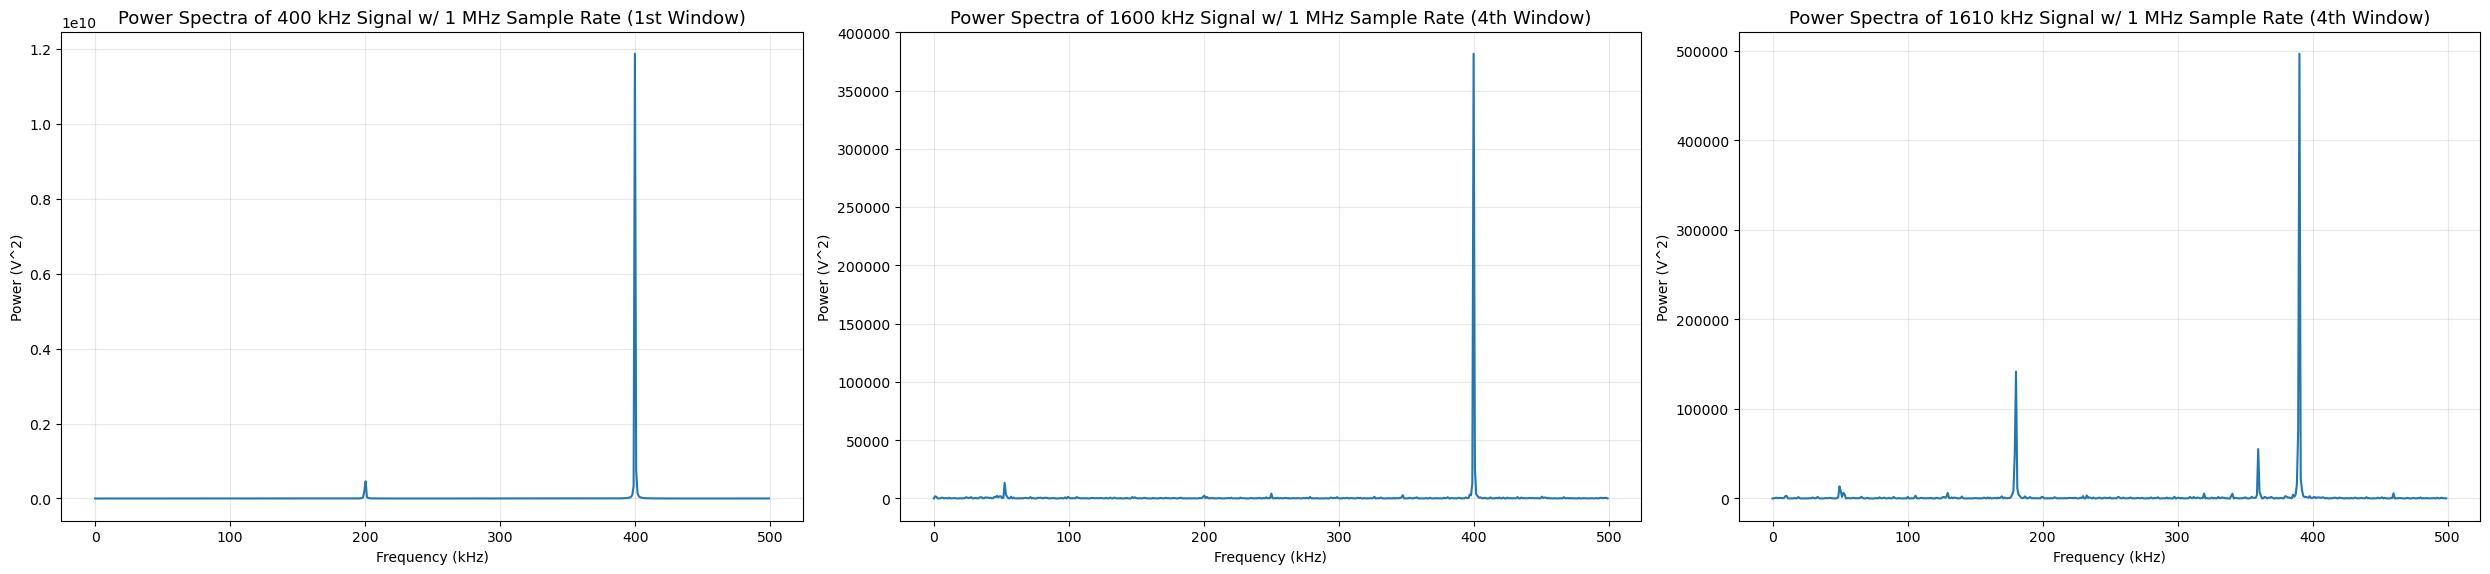 Power Spectra of 400 kHz Signal w/ 1 MHz Sample Rate (1st Window)
1e10
1.2
1.0
0.8
0.6
0.4
0.2
0.0
Power (V^2)
0 100 200 300 400 500
Frequency (kHz)
Power Spectra of 1600 kHz Signal w/ 1 MHz Sample Rate (4th Window)
400000
350000
300000
250000
200000
150000
100000
50000
0
Power (V^2)
0 100 200 300 400 500
Frequency (kHz)
Power Spectra of 1610 kHz Signal w/ 1 MHz Sample Rate (4th Window)
500000
400000
300000
200000
100000
0
Power (V^2)
0 100 200 300 400 500
Frequency (kHz)